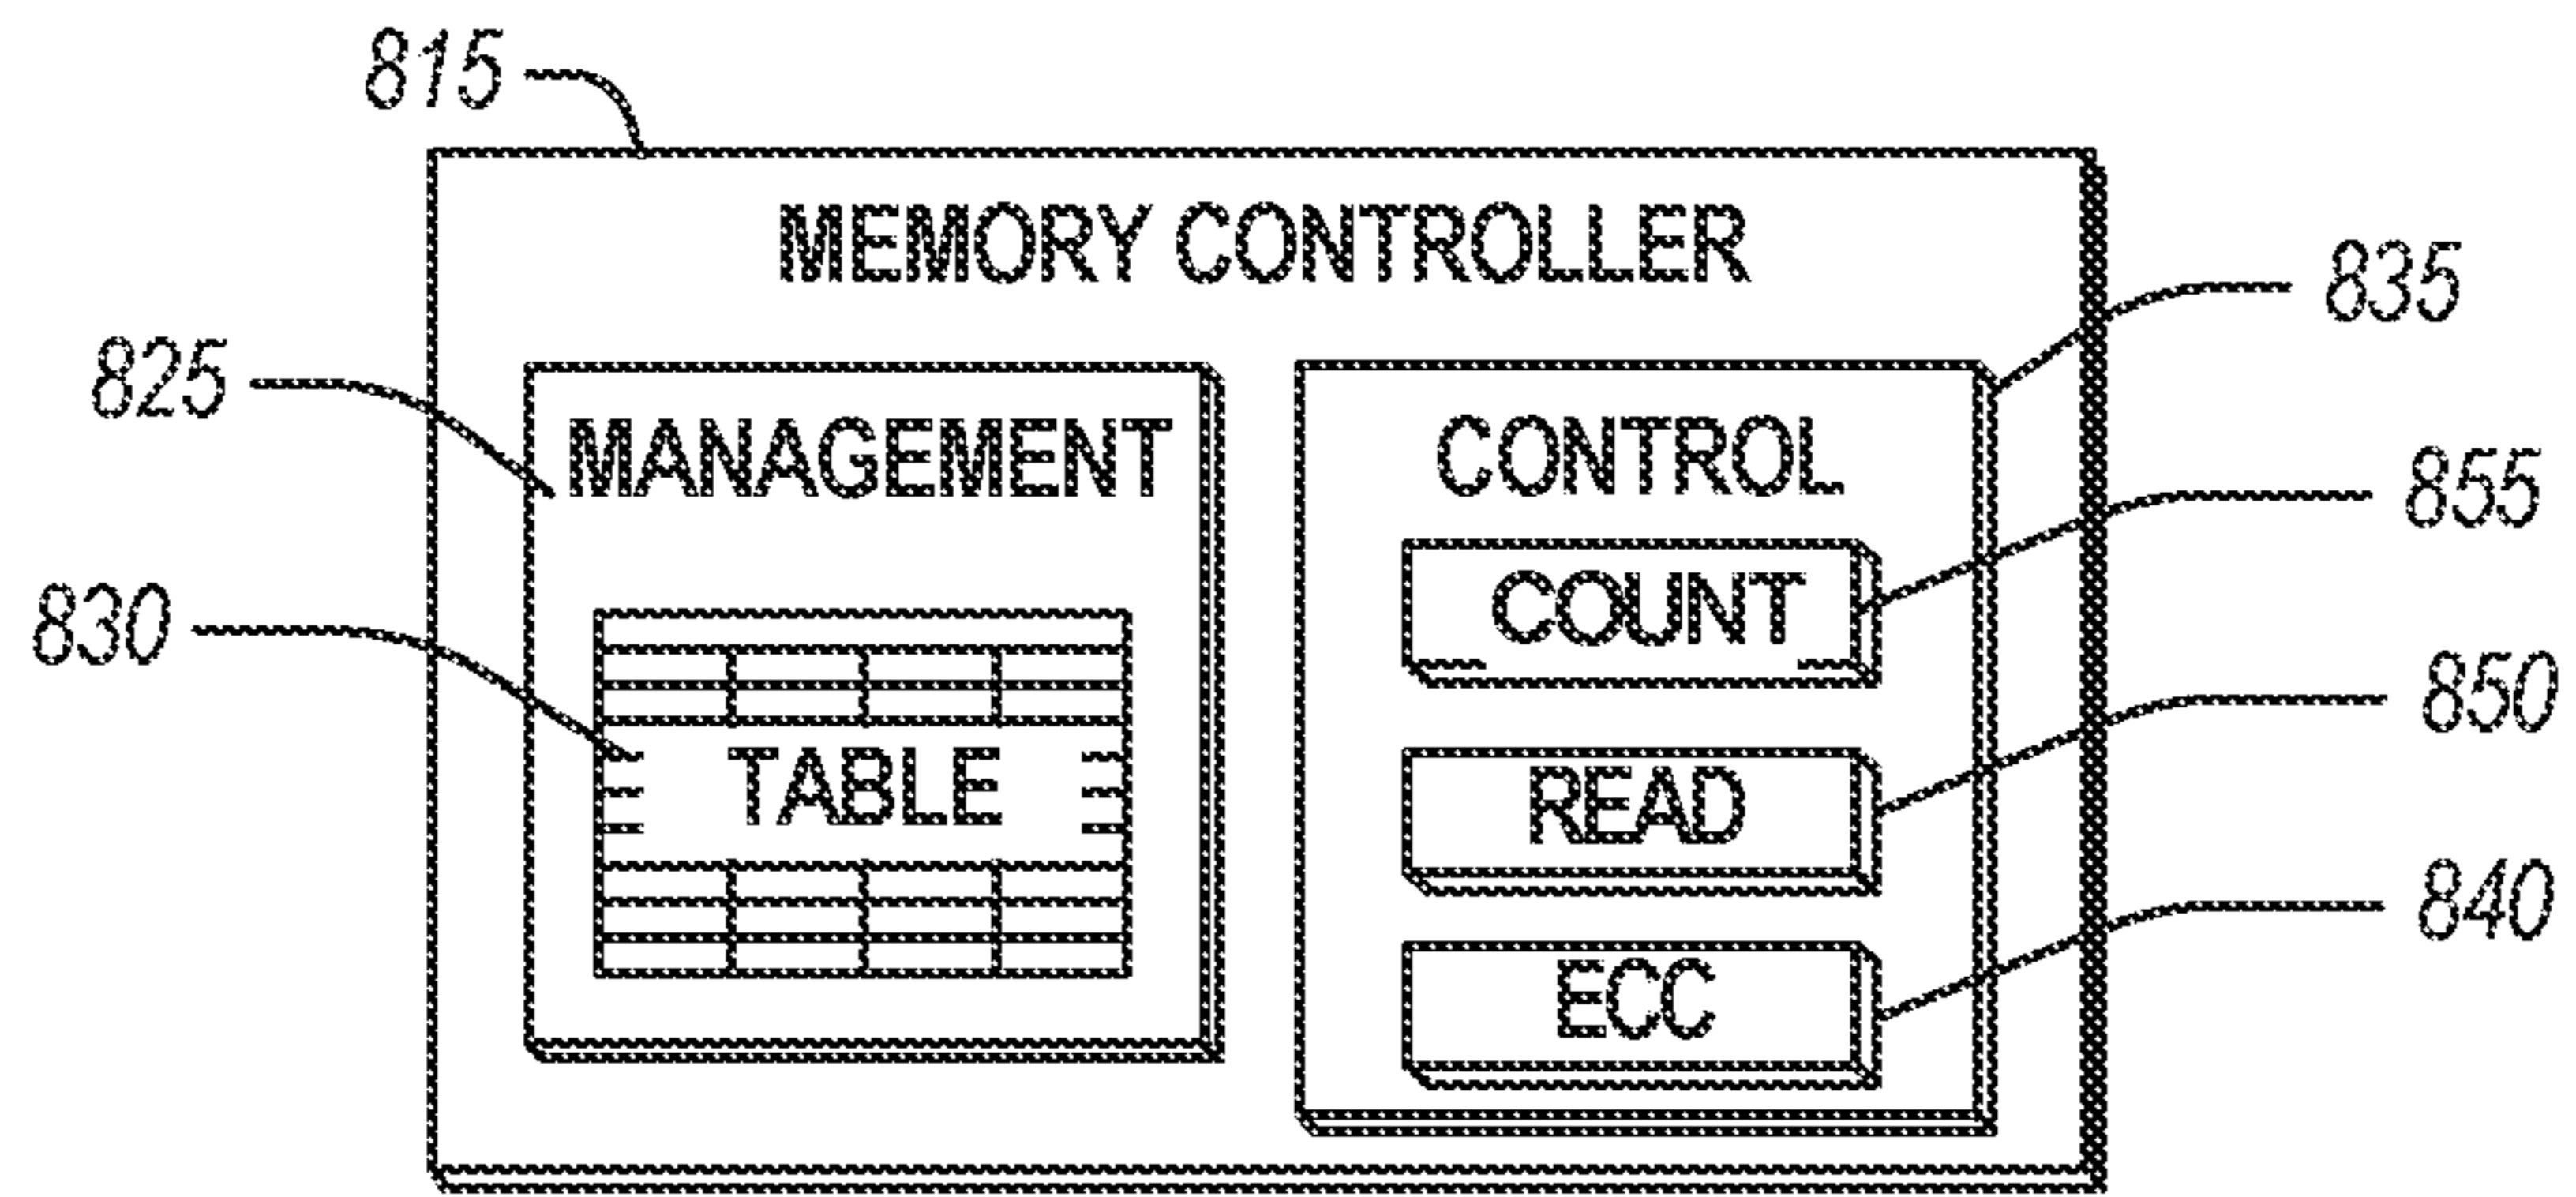 815
MEMORY CONTROLLER
835
825
MANAGEMENT
CONTROL
855
COUNT
830
850
TABLE
READ
840
ECC